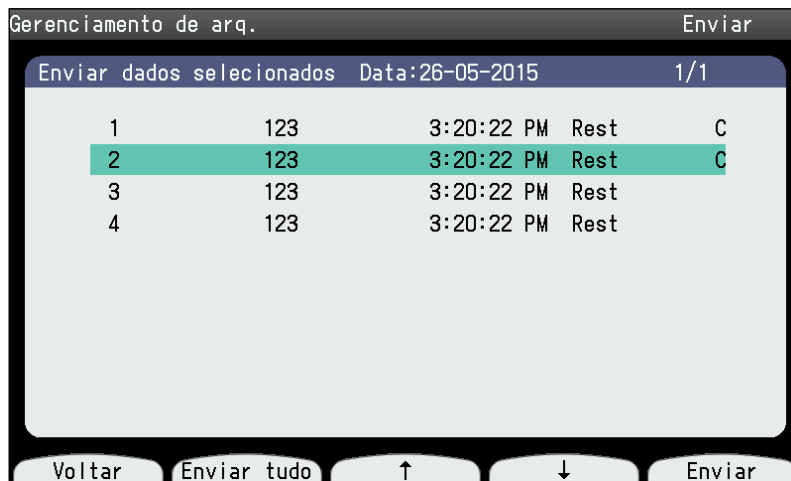 Gerenciamento de arq. Enviar
Enviar dados selecionados Data:26-05-2015 1/1
1 123 3:20:22 PM Rest C
2 123 3:20:22 PM Rest C
3 123 3:20:22 PM Rest
4 123 3:20:22 PM Rest
Voltar Enviar tudo ↑ ↓ Enviar